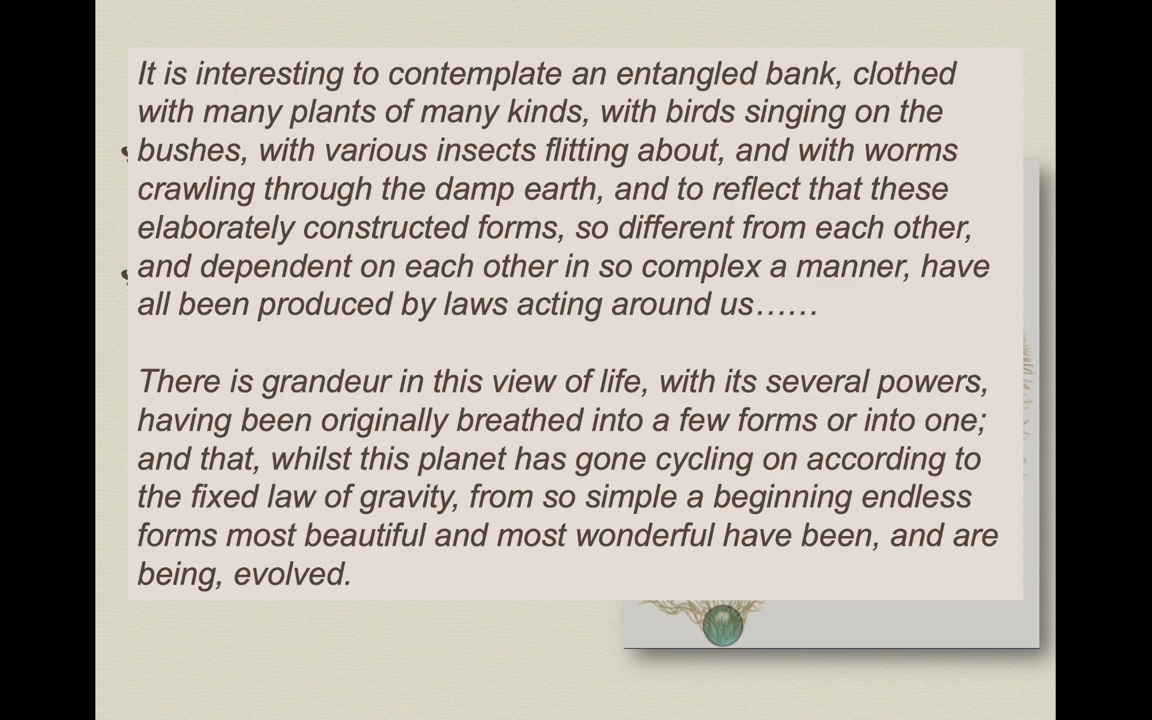 It is interesting to contemplate an entangled bank, clothed
with many plants of many kinds, with birds singing on the
bushes, with various insects flitting about, and with worms
crawling through the damp earth, and to reflect that these
elaborately constructed forms, so different from each other,
and dependent on each other in so complex a manner, have
all been produced by laws acting around us……
There is grandeur in this view of life, with its several powers,
having been originally breathed into a few forms or into one;
and that, whilst this planet has gone cycling on according to
the fixed law of gravity, from so simple a beginning endless
forms most beautiful and most wonderful have been, and are
being, evolved.